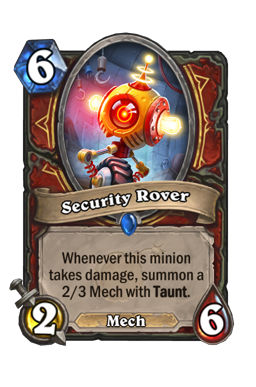 6
Security Rover
Whenever this minion
takes damage, summon a
2/3 Mech with Taunt.
2
Mech
6